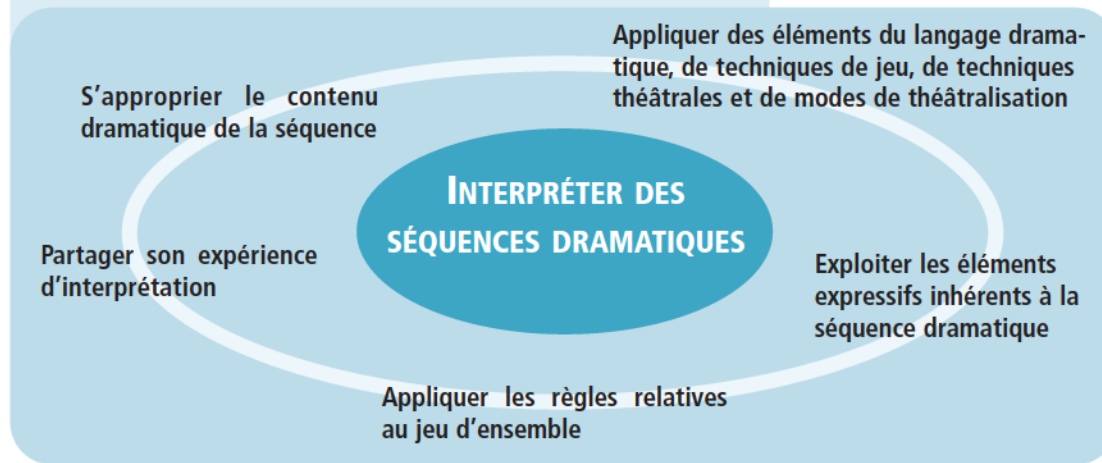 Appliquer des éléments du langage drama-
tique, de techniques de jeu, de techniques
théâtrales et de modes de théâtralisation
S’approprier le contenu
dramatique de la séquence
INTERPRÉTER DES
SÉQUENCES DRAMATIQUES
Partager son expérience
d’interprétation
Exploiter les éléments
expressifs inhérents à la
séquence dramatique
Appliquer les règles relatives
au jeu d’ensemble